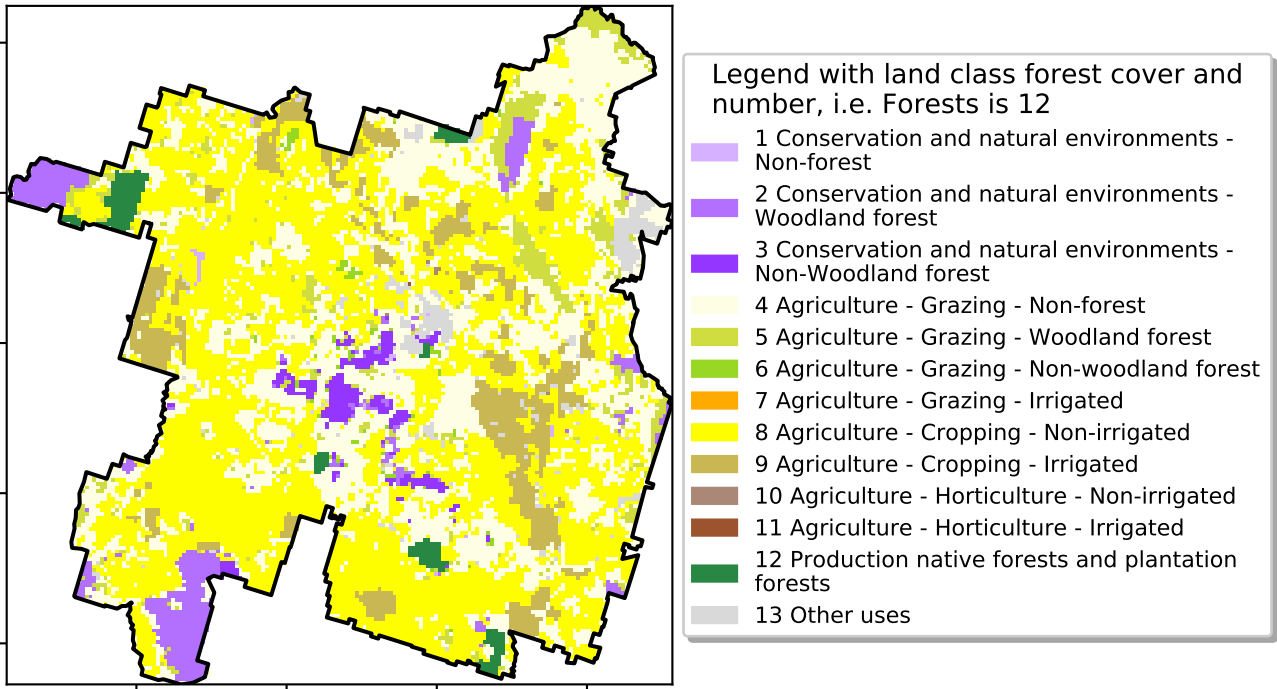 Legend with land class forest cover and
number, i.e. Forests is 12
1 Conservation and natural environments -
Non-forest
2 Conservation and natural environments -
Woodland forest
3 Conservation and natural environments -
Non-Woodland forest
4 Agriculture - Grazing - Non-forest
5 Agriculture - Grazing - Woodland forest
6 Agriculture - Grazing - Non-woodland forest
7 Agriculture - Grazing - Irrigated
8 Agriculture - Cropping - Non-irrigated
9 Agriculture - Cropping - Irrigated
10 Agriculture - Horticulture - Non-irrigated
11 Agriculture - Horticulture - Irrigated
12 Production native forests and plantation
forests
13 Other uses